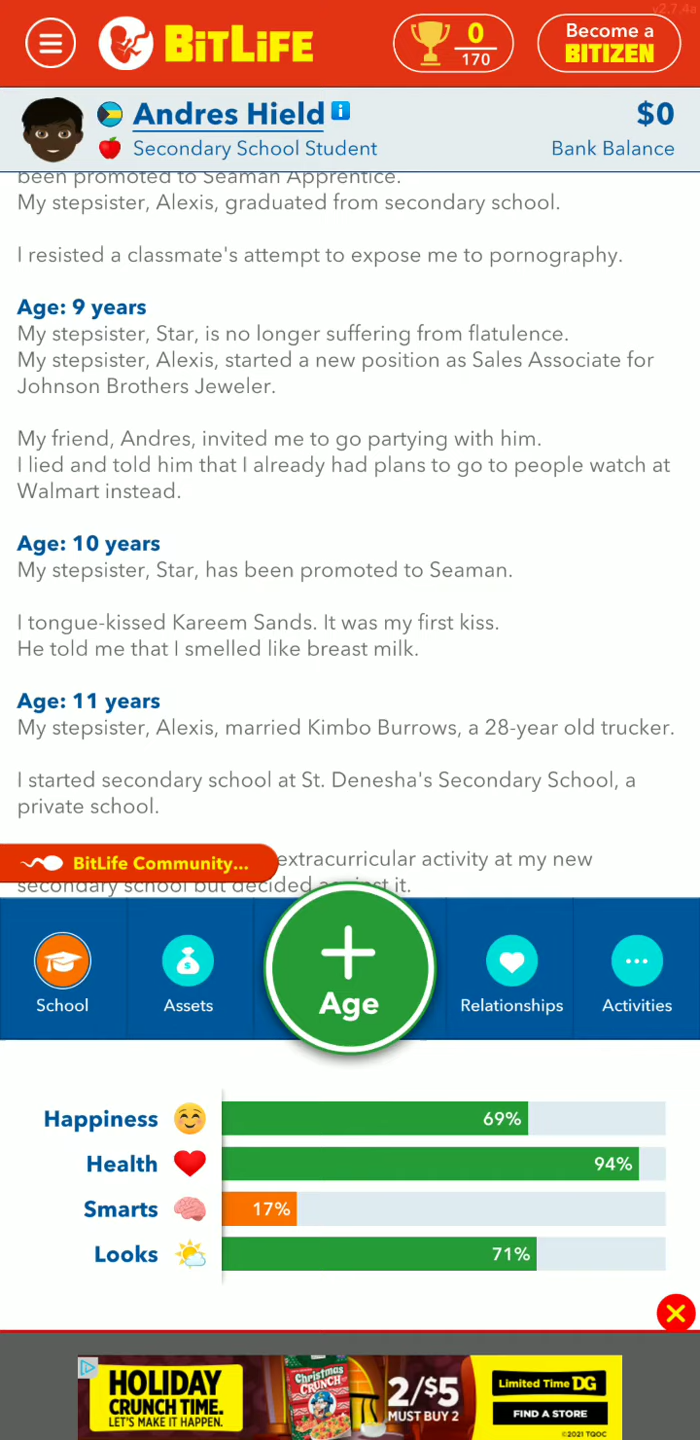 v2.7.4a
BITLIFE
0
170
Become a
BITIZEN
Andres Hield i
$0
Secondary School Student
Bank Balance
been promoted to Seaman Apprentice.
My stepsister, Alexis, graduated from secondary school.
I resisted a classmate's attempt to expose me to pornography.
Age: 9 years
My stepsister, Star, is no longer suffering from flatulence.
My stepsister, Alexis, started a new position as Sales Associate for
Johnson Brothers Jeweler.
My friend, Andres, invited me to go partying with him.
I lied and told him that I already had plans to go to people watch at
Walmart instead.
Age: 10 years
My stepsister, Star, has been promoted to Seaman.
I tongue-kissed Kareem Sands. It was my first kiss.
He told me that I smelled like breast milk.
Age: 11 years
My stepsister, Alexis, married Kimbo Burrows, a 28-year old trucker.
I started secondary school at St. Denesha's Secondary School, a
private school.
BitLife Community...
extracurricular activity at my new
secondary school but decided against it.
+
Age
School
Assets
Relationships
Activities
Happiness
69%
Health
94%
Smarts
17%
Looks
71%
HOLIDAY
CRUNCH TIME.
LET'S MAKE IT HAPPEN.
Christmas
CRUNCH
2/$5
MUST BUY 2
Limited Time DG
FIND A STORE
©2021 TQOC